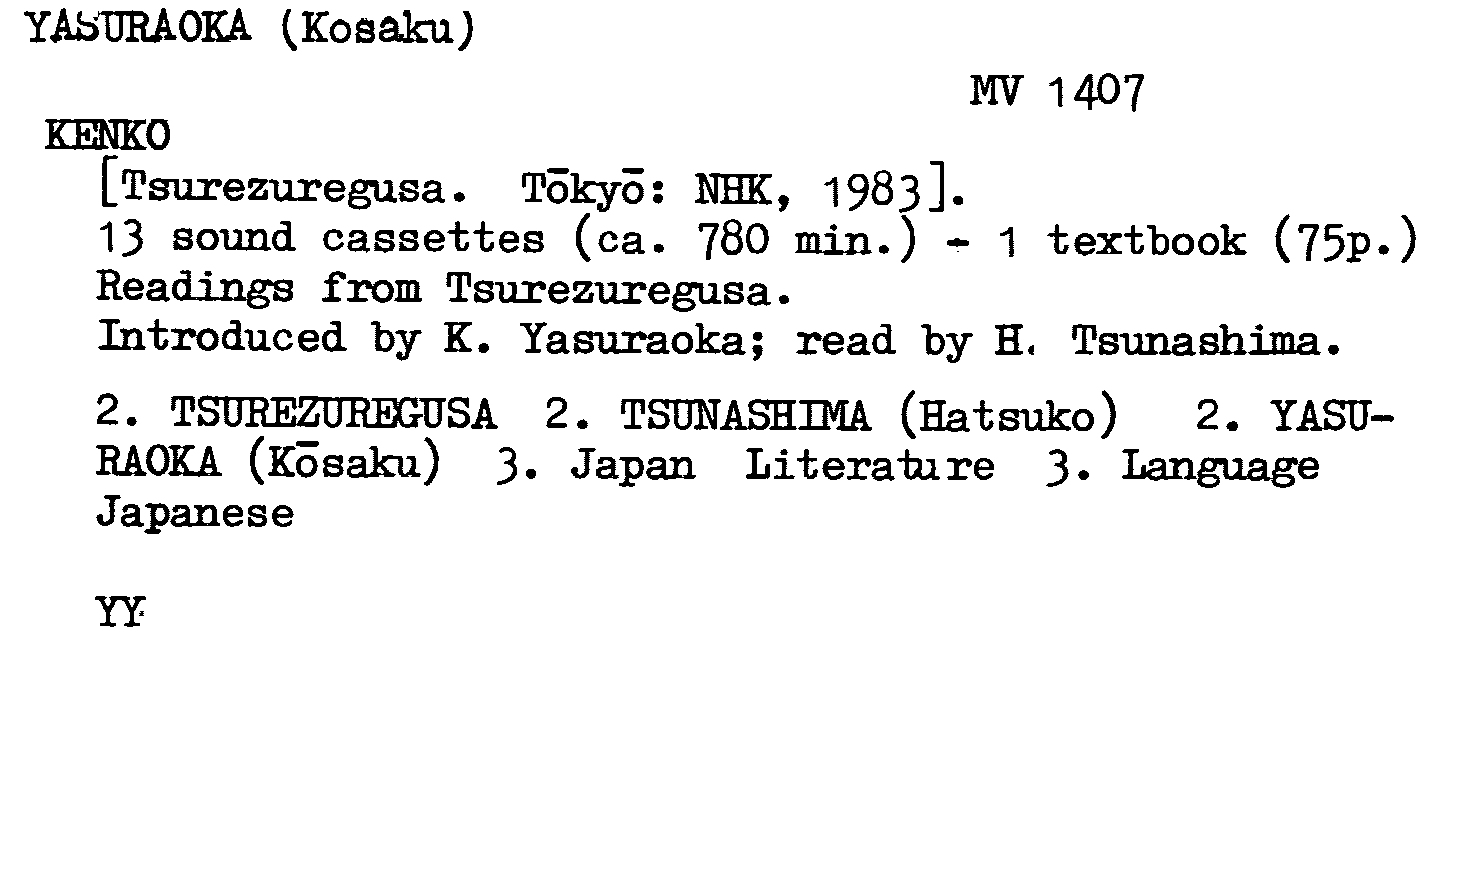 YASURAOKA (Kosaku)
MV 1407
KENKO
[Tsurezuregusa. Tōkyō: NHK, 1983].
13 sound cassettes (ca. 780 min.) - 1 textbook (75p.)
Readings from Tsurezuregusa.
Introduced by K. Yasuraoka; read by H. Tsunashima.
2. TSUREZUREGUSA 2. TSUNASHIMA (Hatsuko) 2. YASU-
RAOKA (Kōsaku) 3. Japan Literature 3. Language
Japanese
YY